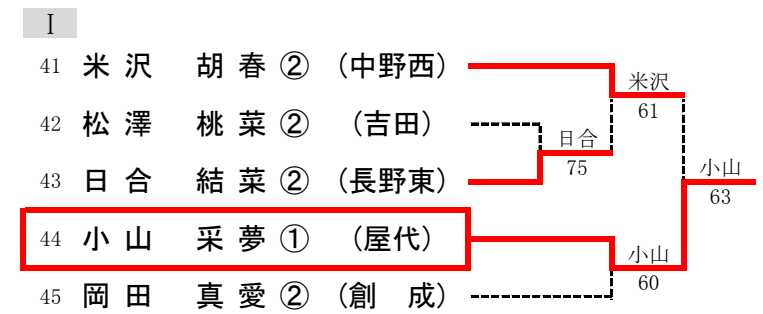 I
41 米沢 胡春② (中野西)
米沢
61
42 松澤 桃菜② (吉田)
日合
75
43 日合 結菜② (長野東)
小山
63
44 小山 采夢① (屋代)
小山
60
45 岡田 真愛② (創成)